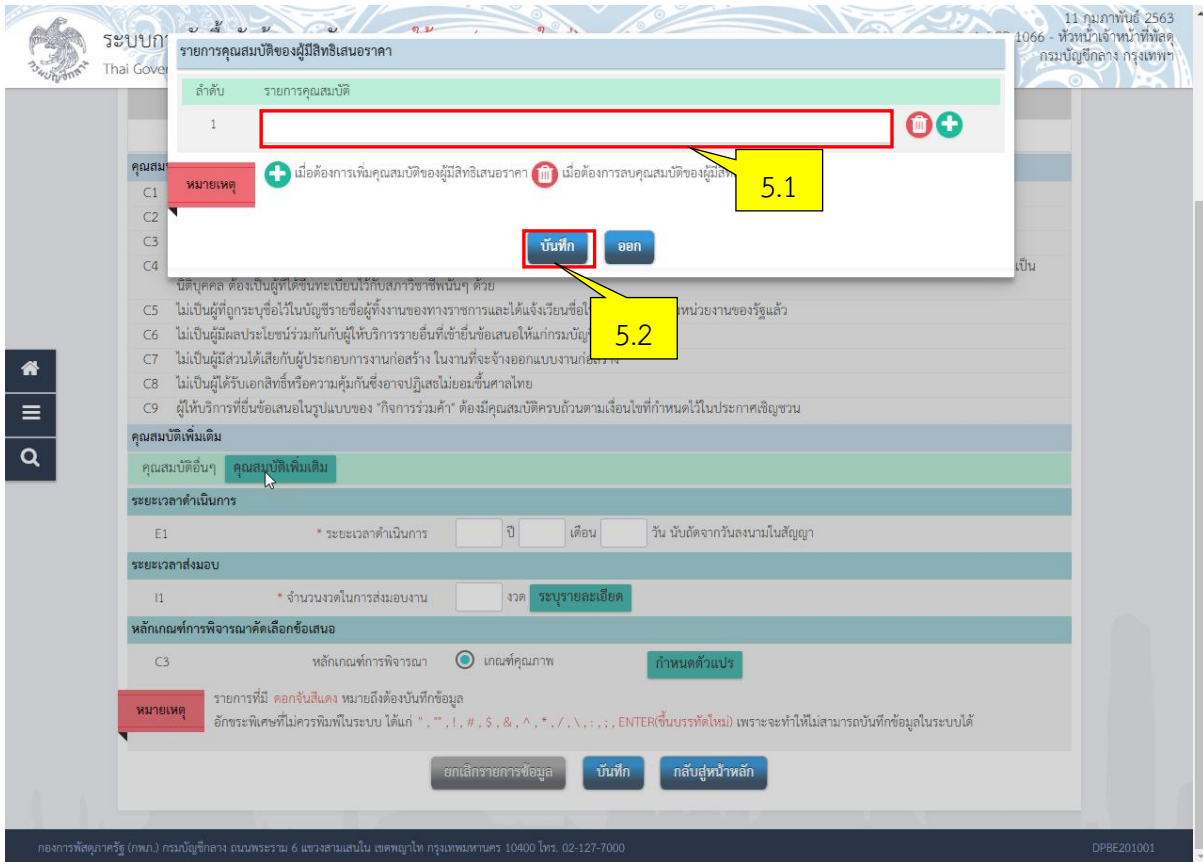 11 กุมภาพันธ์ 2563
1066 - หัวหน้าเจ้าหน้าที่พัสดุ
กรมบัญชีกลาง กรุงเทพฯ
Thai Gover
รายการคุณสมบัติของผู้มีสิทธิเสนอราคา
ลำดับ รายการคุณสมบัติ
1
5.1
หมายเหตุ เมื่อต้องการเพิ่มคุณสมบัติของผู้มีสิทธิเสนอราคา เมื่อต้องการลบคุณสมบัติของผู้มีสิท
บันทึก ออก
5.2
คุณสม
C1
C2
C3
C4 เป็น
นิติบุคคล ต้องเป็นผู้ที่ได้ขึ้นทะเบียนไว้กับสภาวิชาชีพนั้นๆ ด้วย
C5 ไม่เป็นผู้ที่ถูกระบุชื่อไว้ในบัญชีรายชื่อผู้ทิ้งงานของทางราชการและได้แจ้งเวียนชื่อใ หน่วยงานของรัฐแล้ว
C6 ไม่เป็นผู้มีผลประโยชน์ร่วมกันกับผู้ให้บริการรายอื่นที่เข้ายื่นข้อเสนอให้แก่กรมบัญ
C7 ไม่เป็นผู้มีส่วนได้เสียกับผู้ประกอบการงานก่อสร้าง ในงานที่จะจ้างออกแบบงานก่อสร้าง
C8 ไม่เป็นผู้ได้รับเอกสิทธิ์หรือความคุ้มกันซึ่งอาจปฏิเสธไม่ยอมขึ้นศาลไทย
C9 ผู้ให้บริการที่ยื่นข้อเสนอในรูปแบบของ "กิจการร่วมค้า" ต้องมีคุณสมบัติครบถ้วนตามเงื่อนไขที่กำหนดไว้ในประกาศเชิญชวน
คุณสมบัติเพิ่มเติม
คุณสมบัติอื่นๆ คุณสมบัติเพิ่มเติม
ระยะเวลาดำเนินการ
E1 * ระยะเวลาดำเนินการ ปี เดือน วัน นับถัดจากวันลงนามในสัญญา
ระยะเวลาส่งมอบ
I1 * จำนวนงวดในการส่งมอบงาน งวด ระบุรายละเอียด
หลักเกณฑ์การพิจารณาคัดเลือกข้อเสนอ
C3 หลักเกณฑ์การพิจารณา เกณฑ์คุณภาพ กำหนดตัวแปร
หมายเหตุ รายการที่มี ดอกจันสีแดง หมายถึงต้องบันทึกข้อมูล
อักขระพิเศษที่ไม่ควรพิมพ์ในระบบ ได้แก่ " , "" , ! , # , $ , & , ^ , * , / , \ , : , ; , ENTER(ขึ้นบรรทัดใหม่) เพราะจะทำให้ไม่สามารถบันทึกข้อมูลในระบบได้
ยกเลิกรายการข้อมูล บันทึก กลับสู่หน้าหลัก
กองการพัสดุภาครัฐ (กพภ.) กรมบัญชีกลาง ถนนพระราม 6 แขวงสามเสนใน เขตพญาไท กรุงเทพมหานคร 10400 โทร. 02-127-7000 DPBE201001